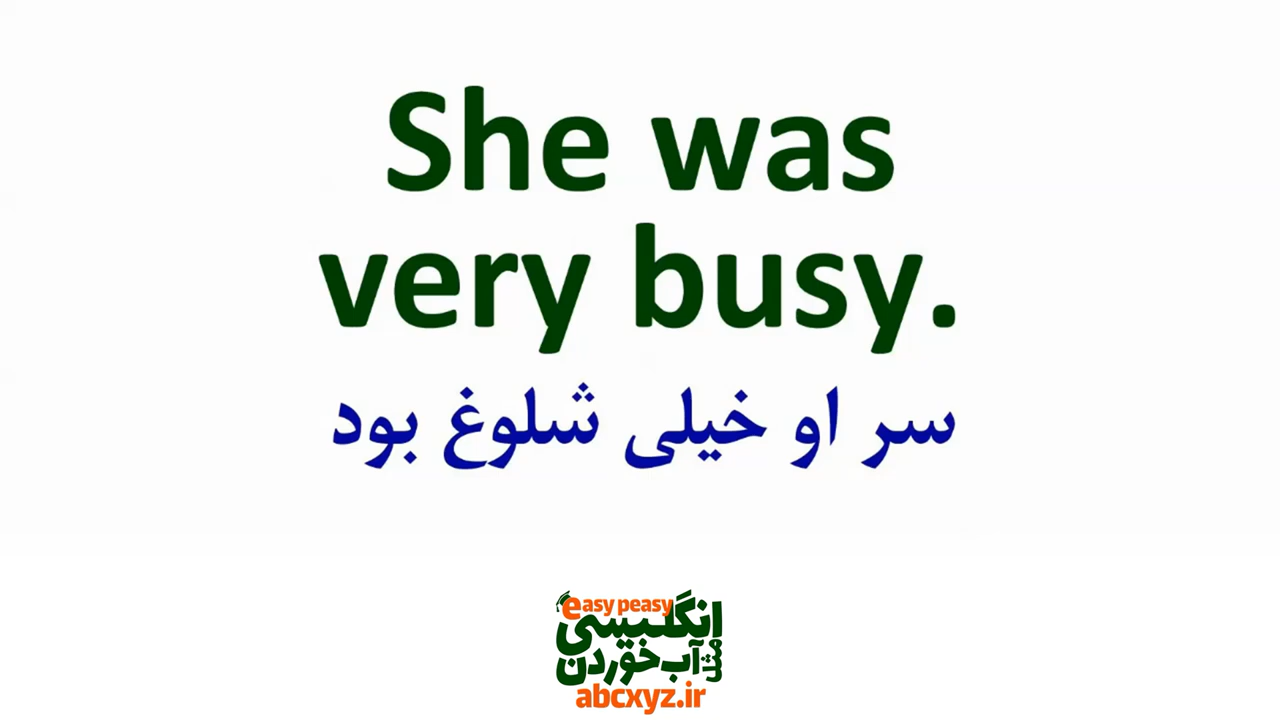 She was
very busy.
سر او خیلی شلوغ بود
easy peasy
انگلیسی
مثل آب خوردن
abcxyz.ir